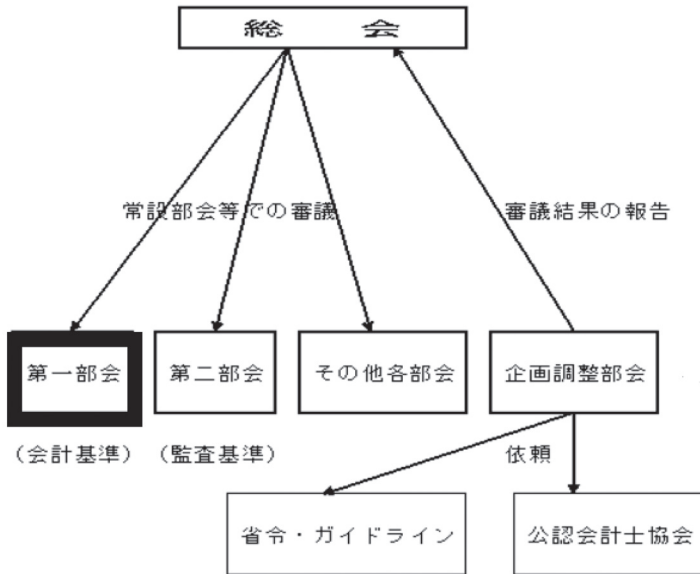 総　　会
常設部会等での審議
審議結果の報告
第一部会
第二部会
その他各部会
企画調整部会
（会計基準）
（監査基準）
依頼
省令・ガイドライン
公認会計士協会